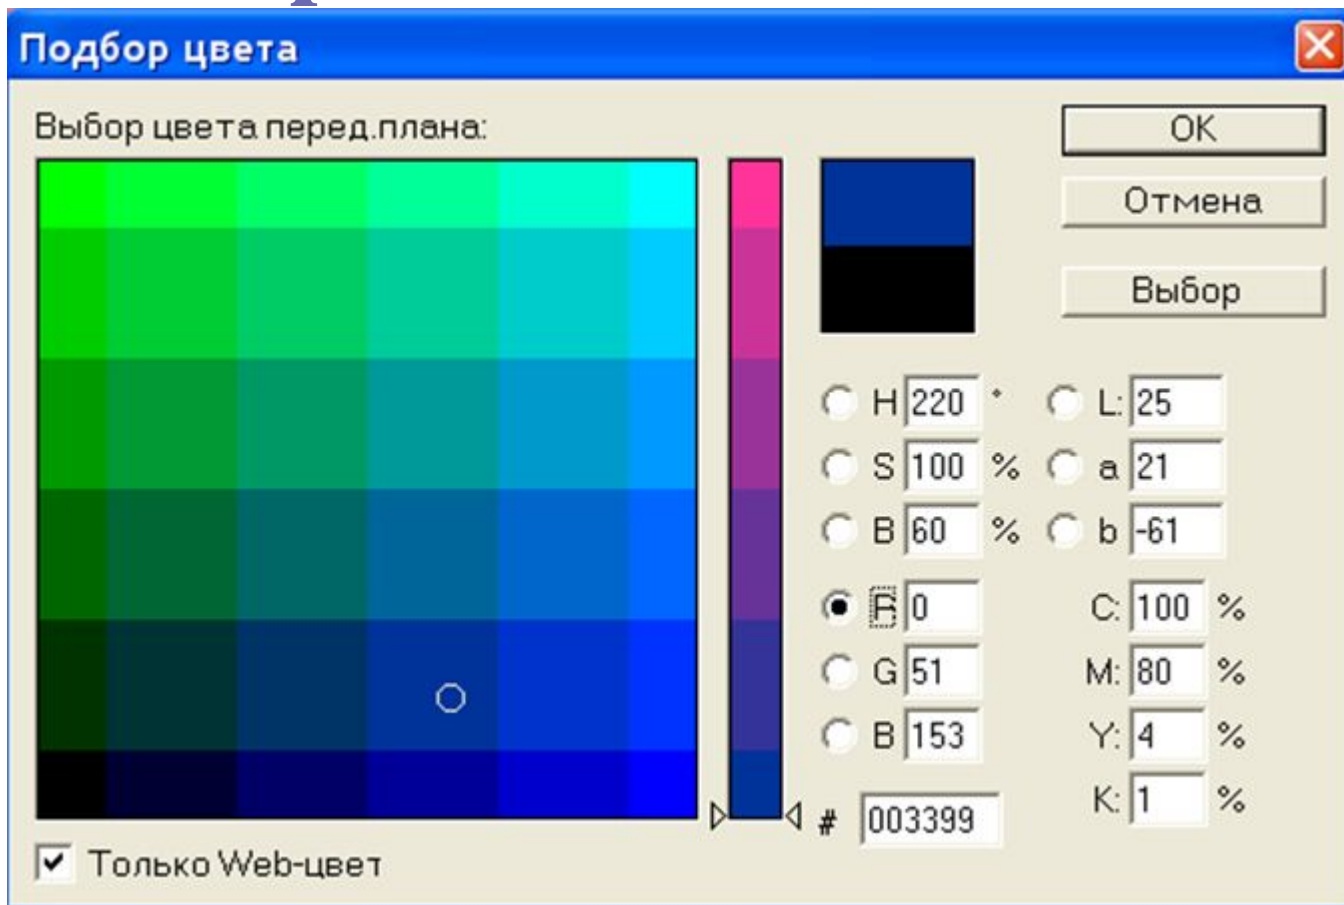 Подбор цвета
Выбор цвета перед.плана:
OK
Отмена
Выбор
H 220 ° L: 25
S 100 % a 21
B 60 % b -61
R 0 C: 100 %
G 51 M: 80 %
B 153 Y: 4 %
# 003399 K: 1 %
Только Web-цвет